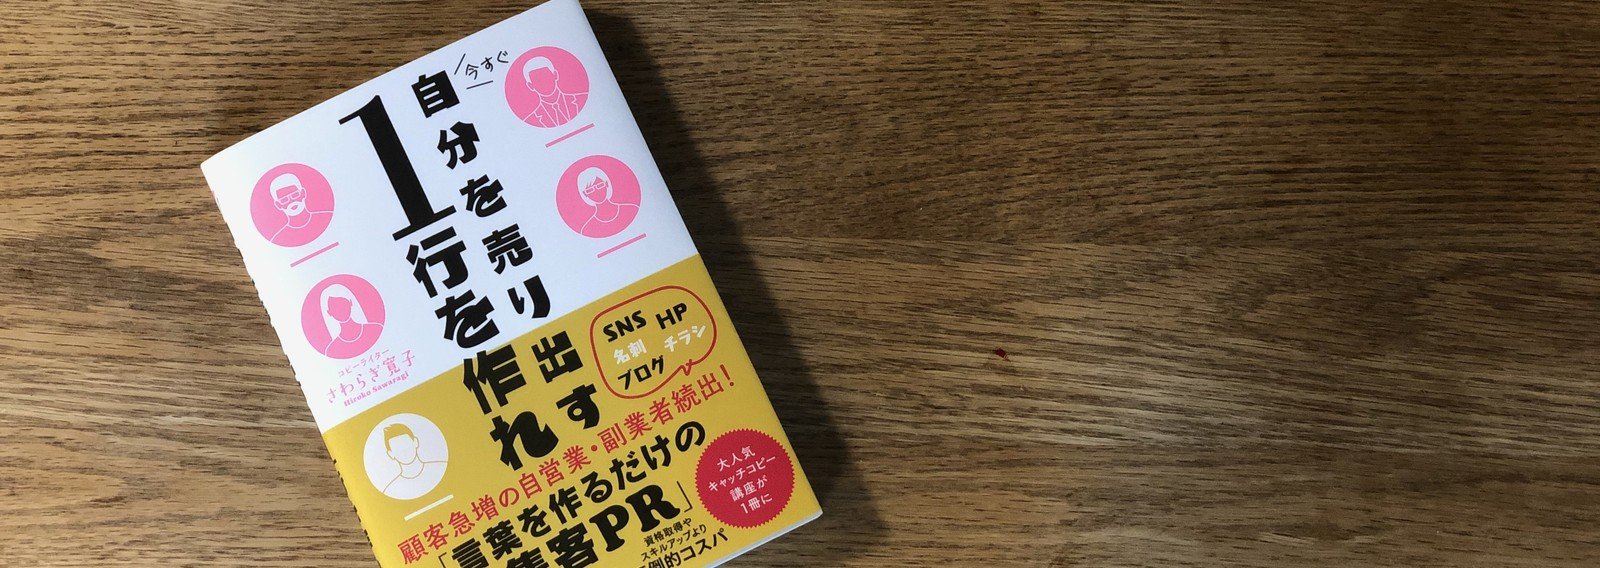 今すぐ
自分を売り出す
1行を作れ
コピーライター
さわらぎ寛子
Hiroko Sawaragi
SNS HP
名刺 チラシ
ブログ
顧客急増の自営業・副業者続出！
「言葉を作るだけの
集客PR」
大人気
キャッチコピー
講座が
1冊に
資格取得や
スキルアップより
圧倒的コスパ